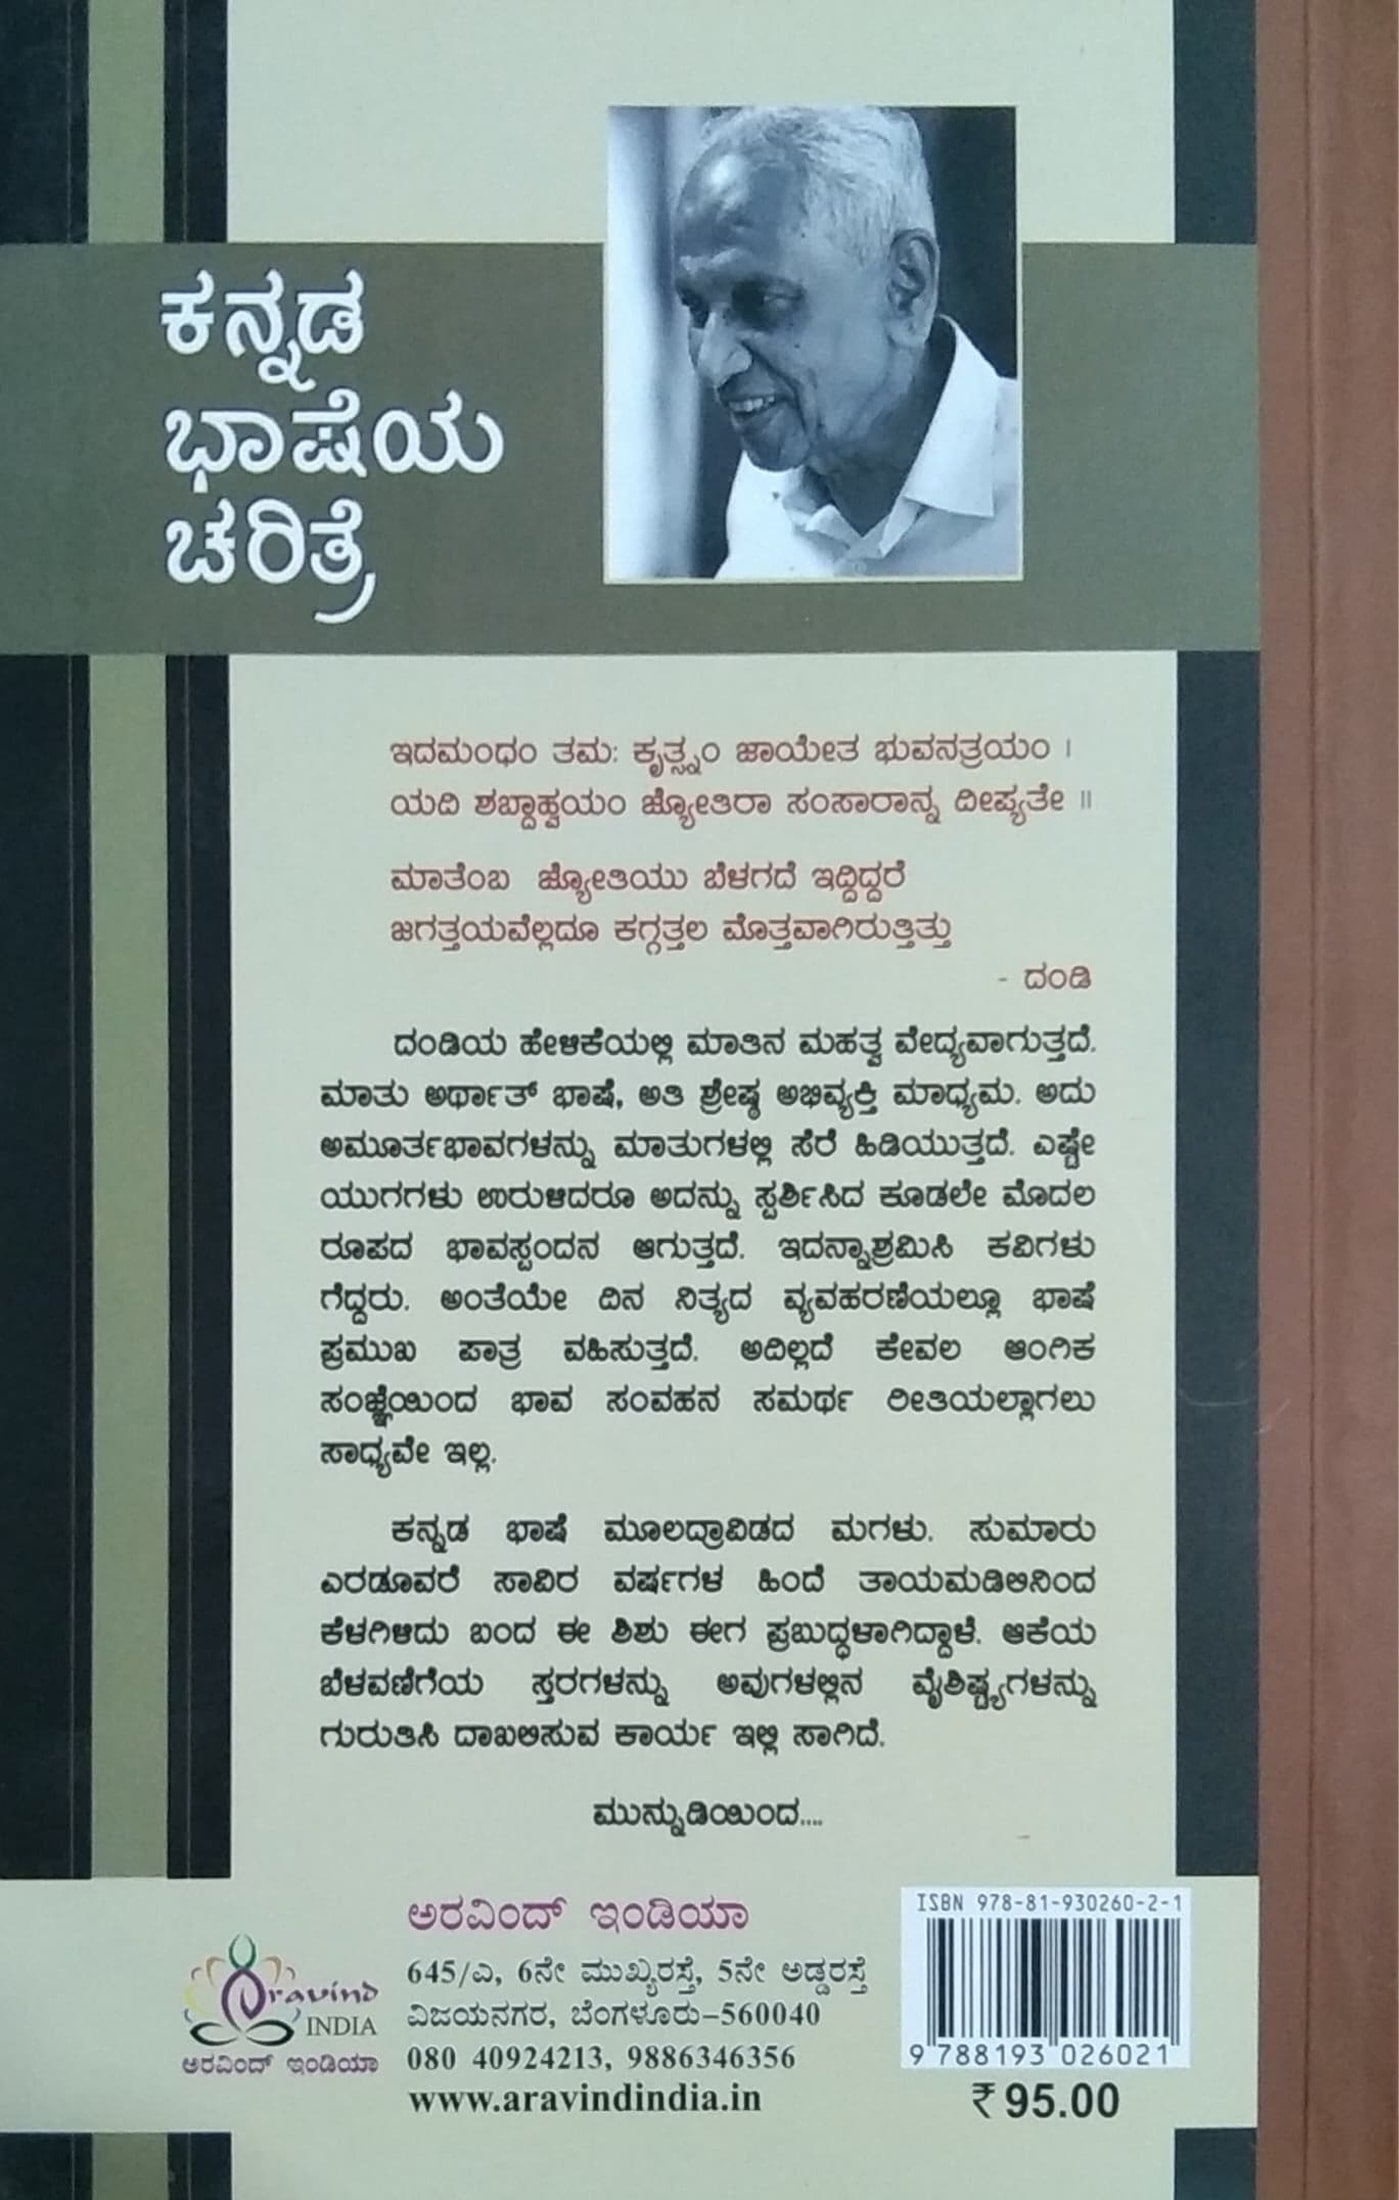 ಕನ್ನಡ
ಭಾಷೆಯ
ಚರಿತ್ರೆ
ಇದಮಂಧಂ ತಮಃ ಕೃತ್ಸ್ನಂ ಜಾಯೇತ ಭುವನತ್ರಯಂ ।
ಯದಿ ಶಬ್ದಾಹ್ವಯಂ ಜ್ಯೋತಿರಾ ಸಂಸಾರಾನ್ನ ದೀಪ್ಯತೇ ॥
ಮಾತೆಂಬ ಜ್ಯೋತಿಯು ಬೆಳಗದೆ ಇದ್ದಿದ್ದರೆ
ಜಗತ್ತಯವೆಲ್ಲದೂ ಕಗ್ಗತ್ತಲ ಮೊತ್ತವಾಗಿರುತ್ತಿತ್ತು
- ದಂಡಿ
ದಂಡಿಯ ಹೇಳಿಕೆಯಲ್ಲಿ ಮಾತಿನ ಮಹತ್ವ ವೇದ್ಯವಾಗುತ್ತದೆ.
ಮಾತು ಅರ್ಥಾತ್ ಭಾಷೆ, ಅತಿ ಶ್ರೇಷ್ಠ ಅಭಿವ್ಯಕ್ತಿ ಮಾಧ್ಯಮ. ಅದು
ಅಮೂರ್ತಭಾವಗಳನ್ನು ಮಾತುಗಳಲ್ಲಿ ಸೆರೆ ಹಿಡಿಯುತ್ತದೆ. ಎಷ್ಟೇ
ಯುಗಗಳು ಉರುಳಿದರೂ ಅದನ್ನು ಸ್ಪರ್ಶಿಸಿದ ಕೂಡಲೇ ಮೊದಲ
ರೂಪದ ಭಾವಸ್ಪಂದನ ಆಗುತ್ತದೆ. ಇದನ್ನಾಶ್ರಮಿಸಿ ಕವಿಗಳು
ಗೆದ್ದರು. ಅಂತೆಯೇ ದಿನ ನಿತ್ಯದ ವ್ಯವಹರಣೆಯಲ್ಲೂ ಭಾಷೆ
ಪ್ರಮುಖ ಪಾತ್ರ ವಹಿಸುತ್ತದೆ. ಅದಿಲ್ಲದೆ ಕೇವಲ ಆಂಗಿಕ
ಸಂಜ್ಞೆಯಿಂದ ಭಾವ ಸಂವಹನ ಸಮರ್ಥ ರೀತಿಯಲ್ಲಾಗಲು
ಸಾಧ್ಯವೇ ಇಲ್ಲ.
ಕನ್ನಡ ಭಾಷೆ ಮೂಲದ್ರಾವಿಡದ ಮಗಳು. ಸುಮಾರು
ಎರಡೂವರೆ ಸಾವಿರ ವರ್ಷಗಳ ಹಿಂದೆ ತಾಯಮಡಿಲಿನಿಂದ
ಕೆಳಗಿಳಿದು ಬಂದ ಈ ಶಿಶು ಈಗ ಪ್ರಬುದ್ಧಳಾಗಿದ್ದಾಳೆ. ಆಕೆಯ
ಬೆಳವಣಿಗೆಯ ಸ್ತರಗಳನ್ನು ಅವುಗಳಲ್ಲಿನ ವೈಶಿಷ್ಟ್ಯಗಳನ್ನು
ಗುರುತಿಸಿ ದಾಖಲಿಸುವ ಕಾರ್ಯ ಇಲ್ಲಿ ಸಾಗಿದೆ.
ಮುನ್ನುಡಿಯಿಂದ....
Aravind
INDIA
ಅರವಿಂದ್ ಇಂಡಿಯಾ
ಅರವಿಂದ್ ಇಂಡಿಯಾ
645/ಎ, 6ನೇ ಮುಖ್ಯರಸ್ತೆ, 5ನೇ ಅಡ್ಡರಸ್ತೆ
ವಿಜಯನಗರ, ಬೆಂಗಳೂರು-560040
080 40924213, 9886346356
www.aravindindia.in
ISBN 978-81-930260-2-1
9 788193 026021
₹ 95.00